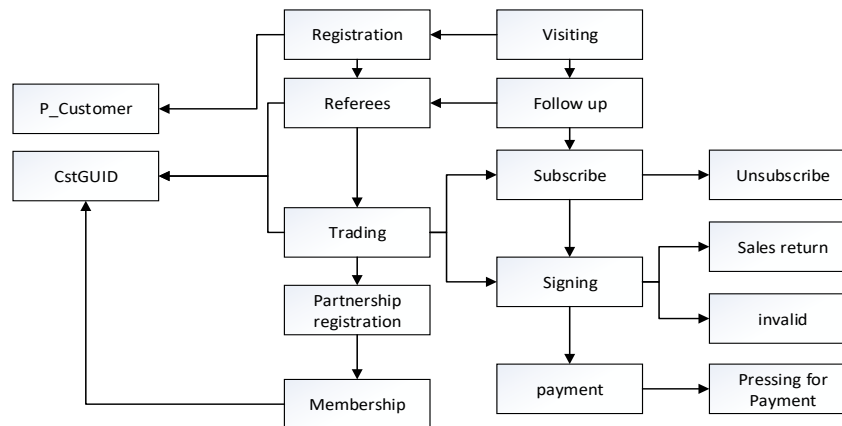 Registration
Visiting
P_Customer
Referees
Follow up
CstGUID
Subscribe
Unsubscribe
Trading
Sales return
Signing
Partnership
registration
invalid
Membership
payment
Pressing for
Payment